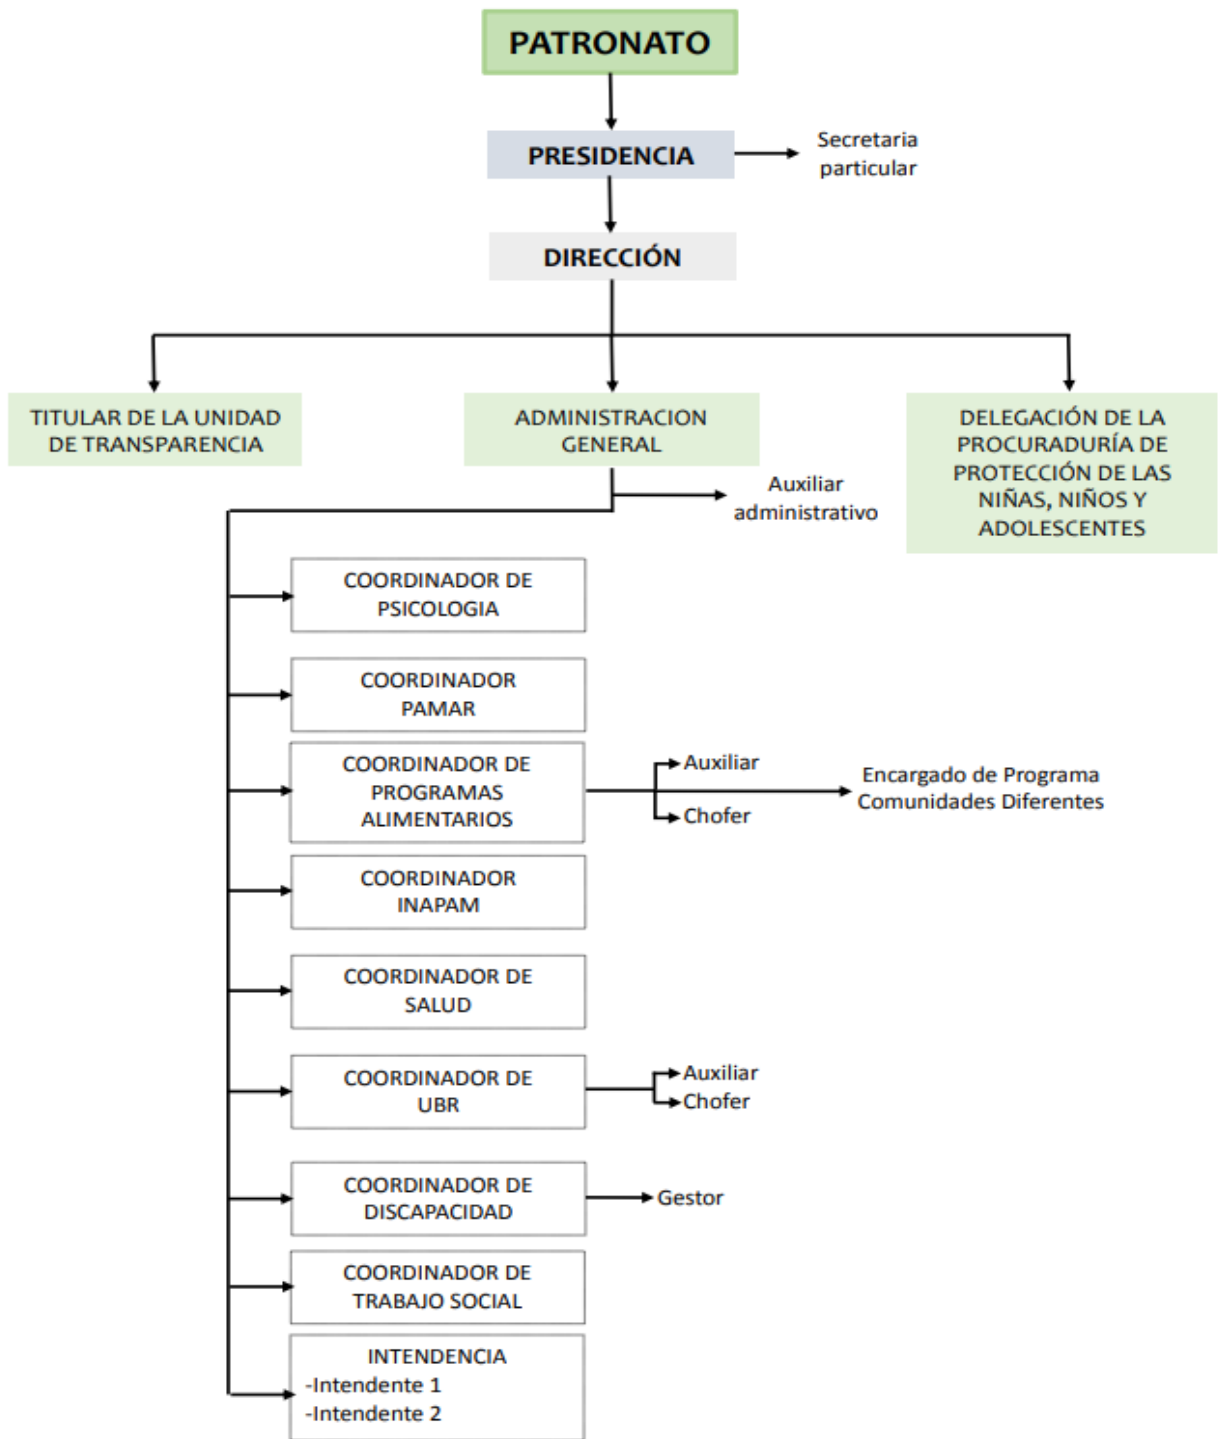 PATRONATO
PRESIDENCIA
Secretaria
particular
DIRECCIÓN
TITULAR DE LA UNIDAD
DE TRANSPARENCIA
ADMINISTRACION
GENERAL
DELEGACIÓN DE LA
PROCURADURÍA DE
PROTECCIÓN DE LAS
NIÑAS, NIÑOS Y
ADOLESCENTES
Auxiliar
administrativo
COORDINADOR DE
PSICOLOGIA
COORDINADOR
PAMAR
COORDINADOR DE
PROGRAMAS
ALIMENTARIOS
Auxiliar
Chofer
Encargado de Programa
Comunidades Diferentes
COORDINADOR
INAPAM
COORDINADOR DE
SALUD
COORDINADOR DE
UBR
Auxiliar
Chofer
COORDINADOR DE
DISCAPACIDAD
Gestor
COORDINADOR DE
TRABAJO SOCIAL
INTENDENCIA
-Intendente 1
-Intendente 2